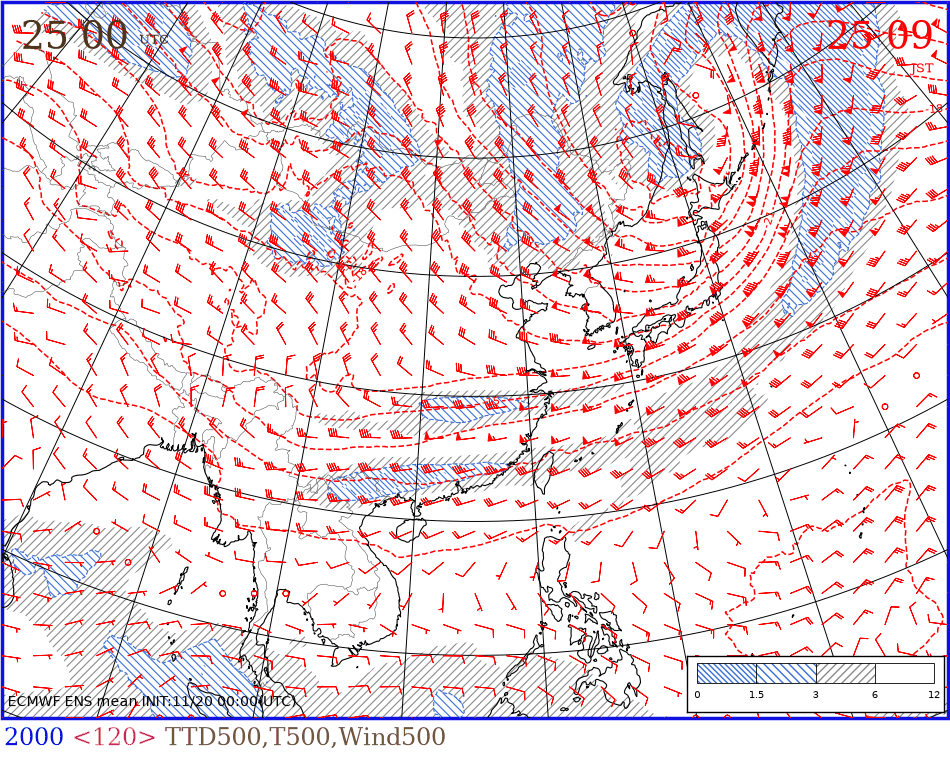 25 00 UTC 25 09
JST
ECMWF ENS mean INIT:11/20 00:00(UTC)
0 1.5 3 6 12
2000 <120> TTD500,T500,Wind500